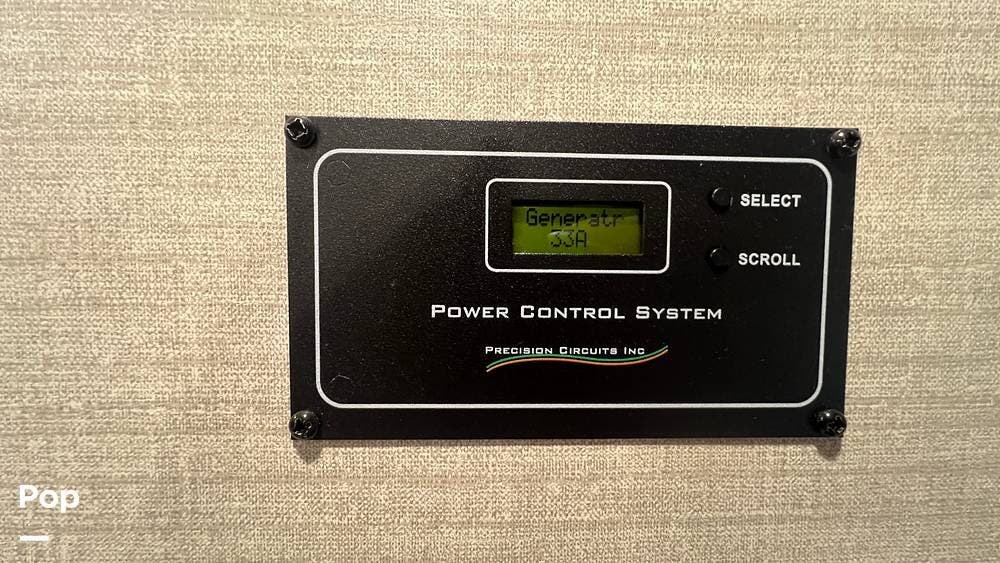 Generatr
33A
SELECT
SCROLL
POWER CONTROL SYSTEM
PRECISION CIRCUITS INC
Pop